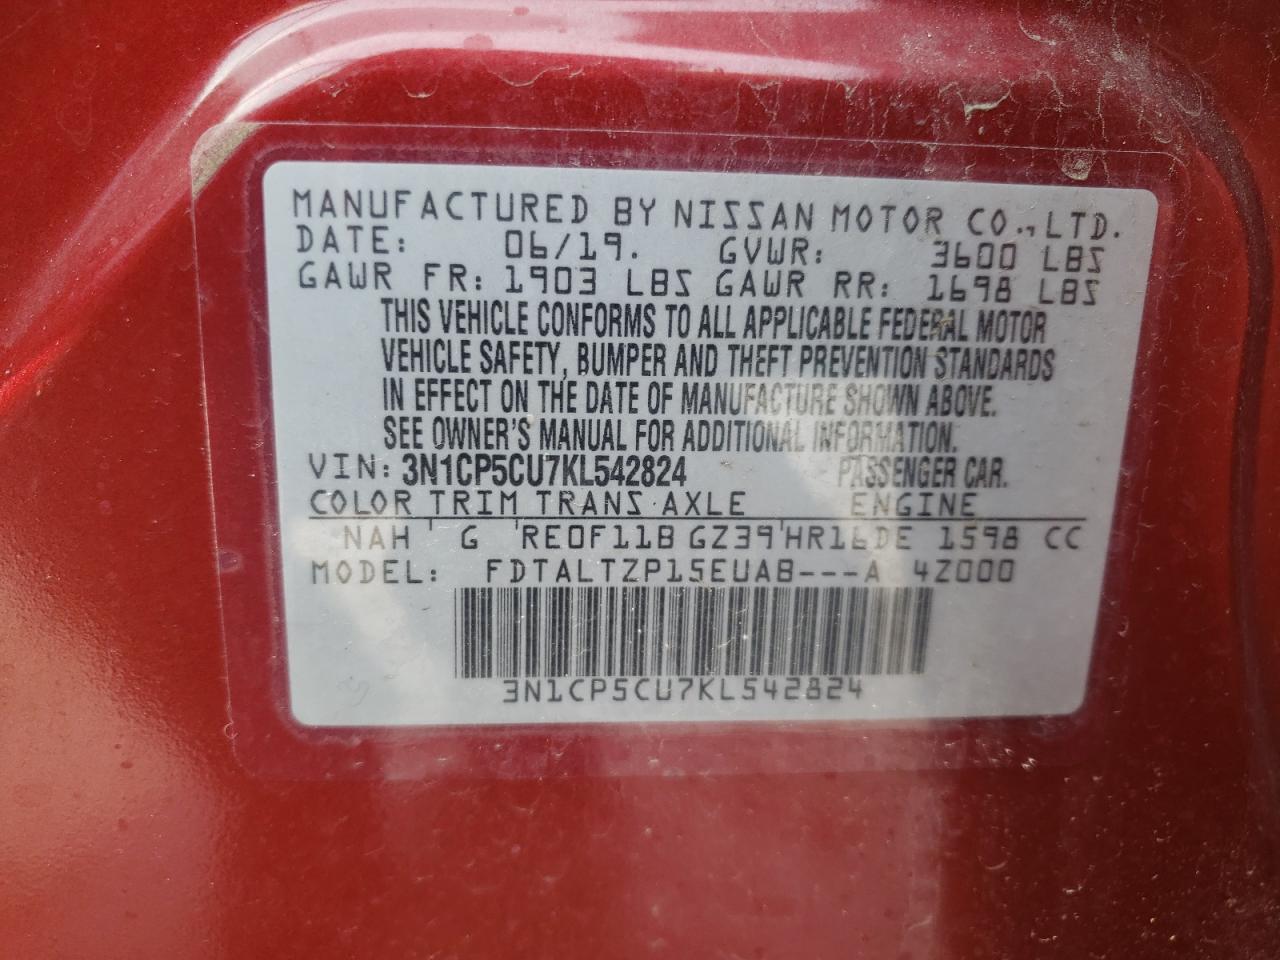 MANUFACTURED BY NISSAN MOTOR CO., LTD.
DATE: 06/19. GVWR: 3600 LBS
GAWR FR: 1903 LBS GAWR RR: 1698 LBS
THIS VEHICLE CONFORMS TO ALL APPLICABLE FEDERAL MOTOR
VEHICLE SAFETY, BUMPER AND THEFT PREVENTION STANDARDS
IN EFFECT ON THE DATE OF MANUFACTURE SHOWN ABOVE.
SEE OWNER'S MANUAL FOR ADDITIONAL INFORMATION.
VIN: 3N1CP5CU7KL542824 PASSENGER CAR.
COLOR TRIM TRANS AXLE ENGINE
NAH ' G ' RE0F11B GZ39 ' HR16DE 1598 CC
MODEL: FDTALTZP15EUAB---A 4Z000
3N1CP5CU7KL542824